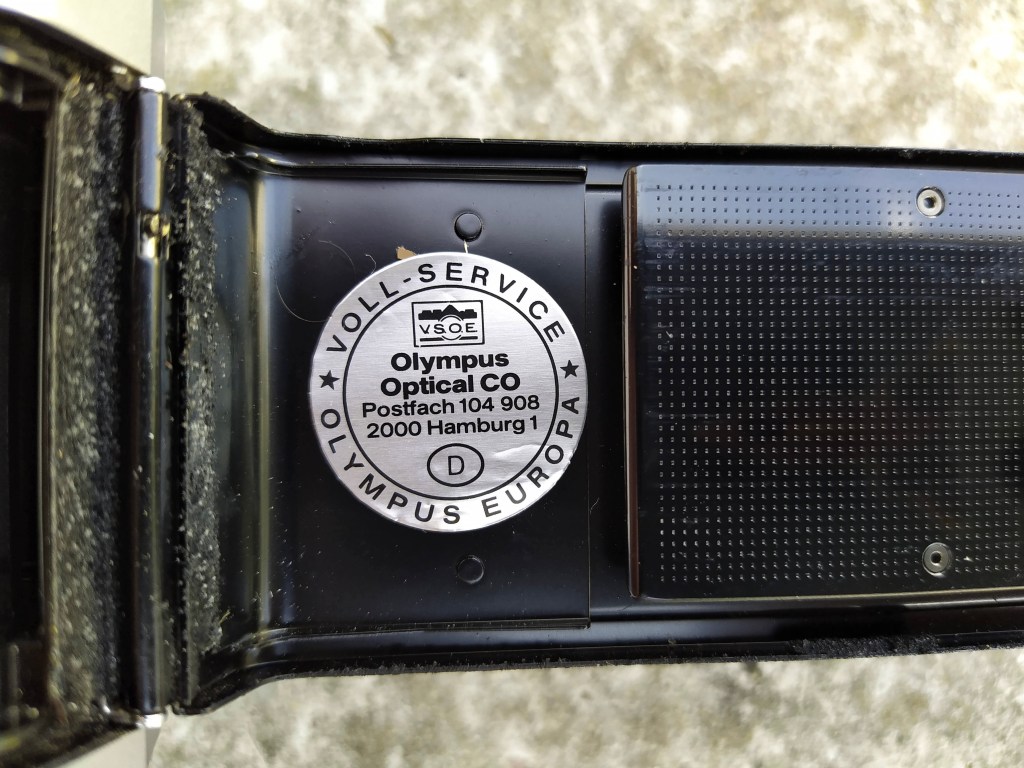 VOLL-SERVICE
V.S.O.E
Olympus
Optical CO
Postfach 104 908
2000 Hamburg 1
D
OLYMPUS EUROPA